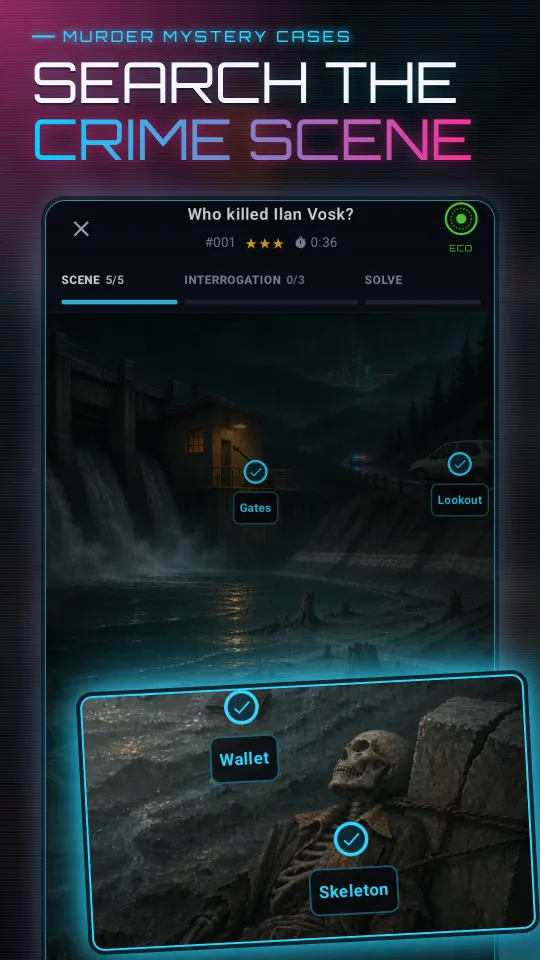 MURDER MYSTERY CASES
SEARCH THE
CRIME SCENE
Who killed Ilan Vosk?
#001 ★★★ 0:36
ECO
SCENE 5/5 INTERROGATION 0/3 SOLVE
Gates
Lookout
Wallet
Skeleton